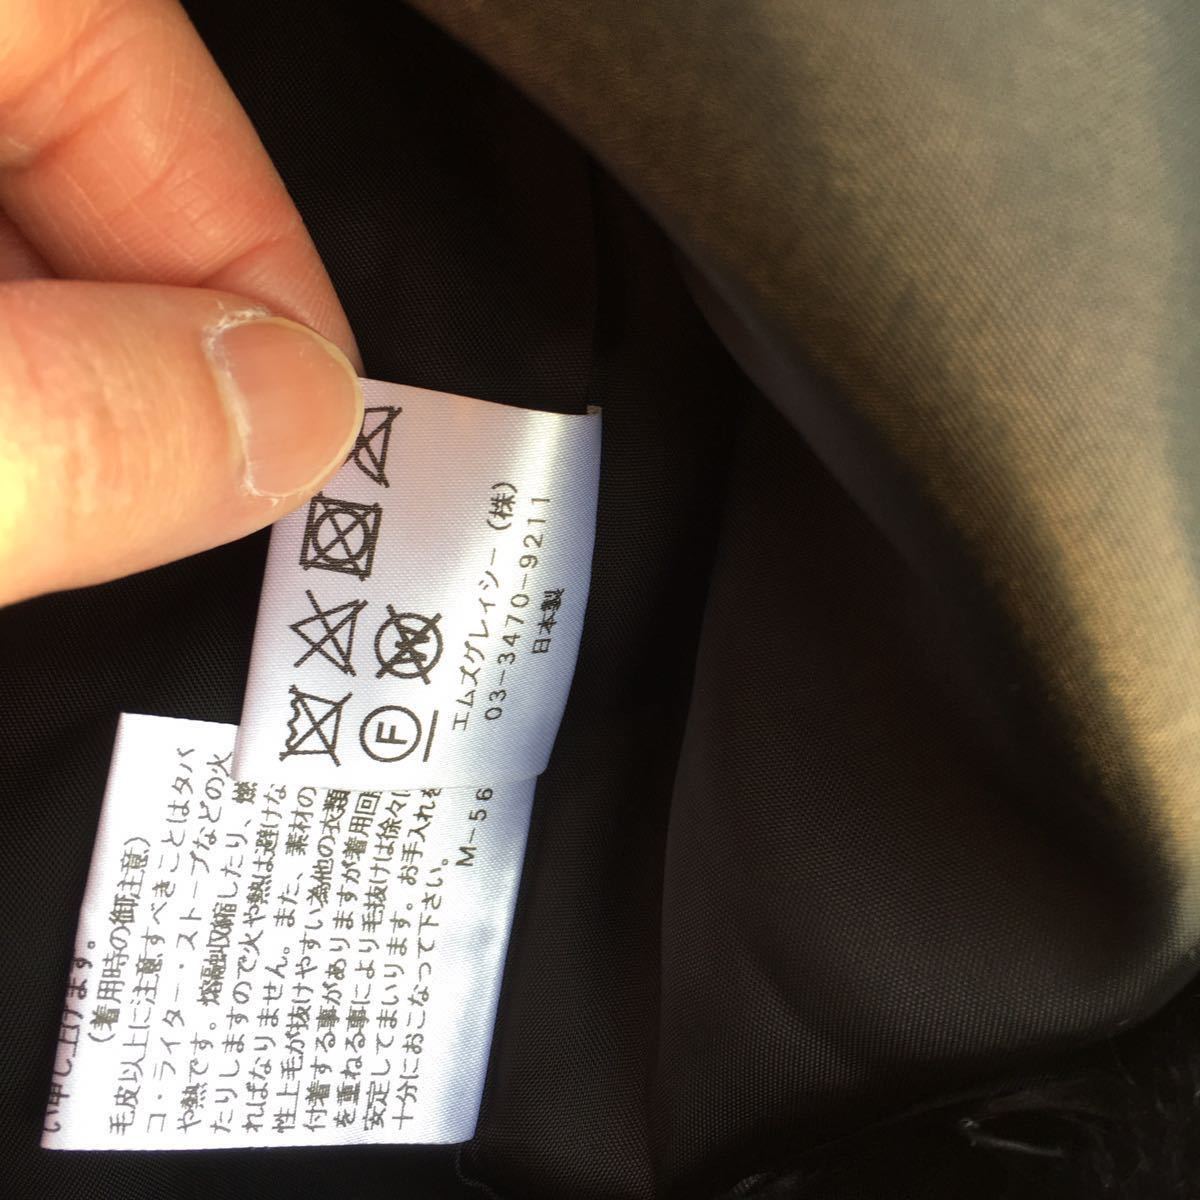 F
W
エムズグレイシー(株)
03-3470-9211
日本製
M-56
い申し上げます。
(着用時の御注意)
毛皮以上に注意すべきことはタバ
コ・ライター・ストーブなどの火
や熱です。熔融収縮したり、燃
たりしますので火や熱は避けな
ればなりません。また、素材の
性上毛が抜けやすい為他の衣類
付着する事がありますが着用回
を重ねる事により毛抜けは徐々に
安定してまいります。お手入れを
十分におこなって下さい。